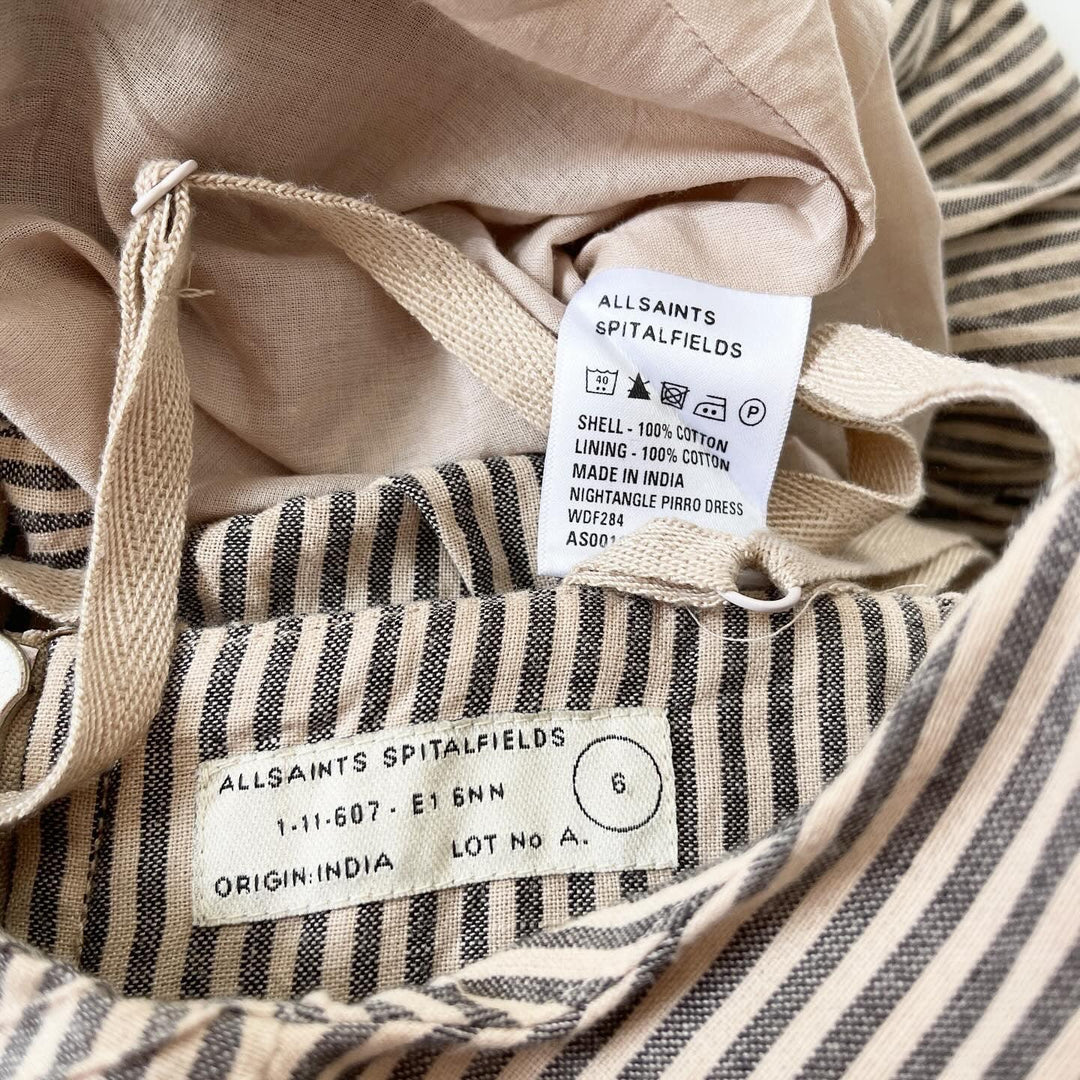 ALLSAINTS
SPITALFIELDS
40 P
SHELL - 100% COTTON
LINING - 100% COTTON
MADE IN INDIA
NIGHTANGLE PIRRO DRESS
WDF284
ALLSAINTS SPITALFIELDS
6
1-11-607 - E1 6NN
LOT No A.
ORIGIN:INDIA